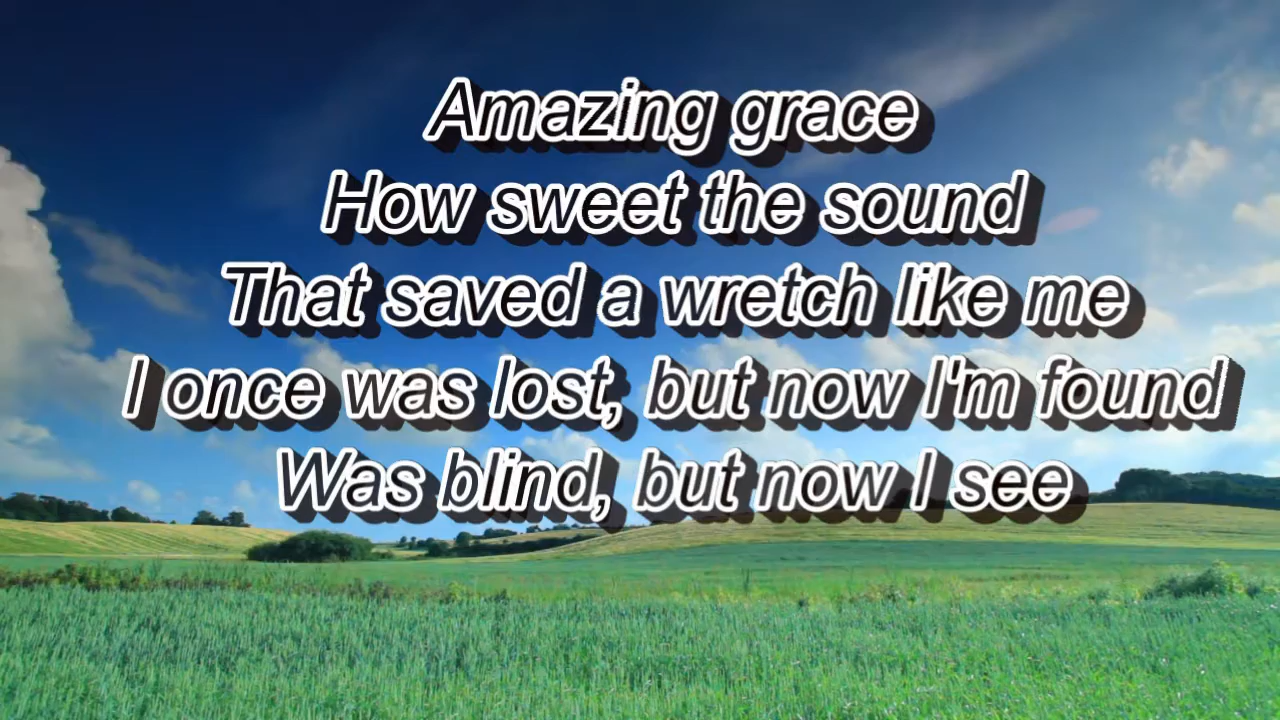 Amazing grace
How sweet the sound
That saved a wretch like me
I once was lost, but now I'm found
Was blind, but now I see